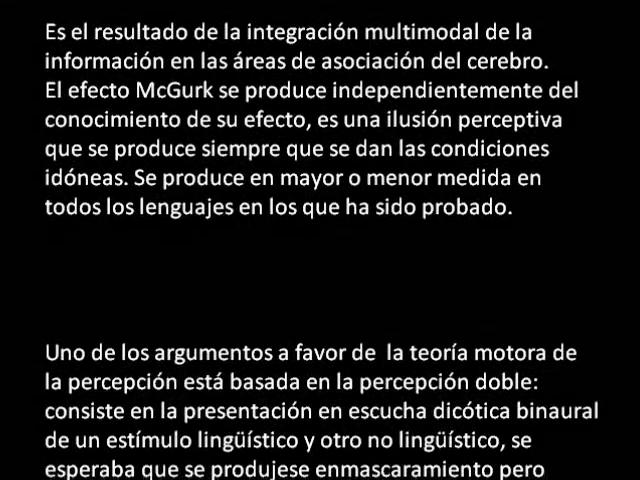 Es el resultado de la integración multimodal de la
información en las áreas de asociación del cerebro.
El efecto McGurk se produce independientemente del
conocimiento de su efecto, es una ilusión perceptiva
que se produce siempre que se dan las condiciones
idóneas. Se produce en mayor o menor medida en
todos los lenguajes en los que ha sido probado.
Uno de los argumentos a favor de  la teoría motora de
la percepción está basada en la percepción doble:
consiste en la presentación en escucha dicótica binaural
de un estímulo lingüístico y otro no lingüístico, se
esperaba que se produjese enmascaramiento pero